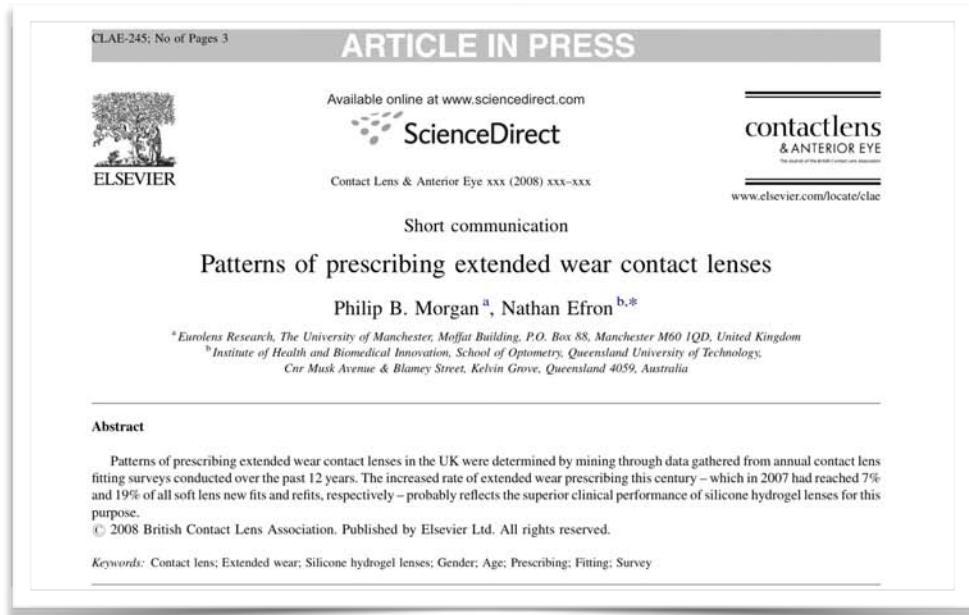 CLAE-245; No of Pages 3
ARTICLE IN PRESS
Available online at www.sciencedirect.com
ScienceDirect
ELSEVIER
contactlens
& ANTERIOR EYE
The Journal of the British Contact Lens Association
Contact Lens & Anterior Eye xxx (2008) xxx–xxx
www.elsevier.com/locate/clae
Short communication
Patterns of prescribing extended wear contact lenses
Philip B. Morgan a, Nathan Efron b,*
a Eurolens Research, The University of Manchester, Moffat Building, P.O. Box 88, Manchester M60 1QD, United Kingdom
b Institute of Health and Biomedical Innovation, School of Optometry, Queensland University of Technology,
Cnr Musk Avenue & Blamey Street, Kelvin Grove, Queensland 4059, Australia
Abstract
Patterns of prescribing extended wear contact lenses in the UK were determined by mining through data gathered from annual contact lens
fitting surveys conducted over the past 12 years. The increased rate of extended wear prescribing this century – which in 2007 had reached 7%
and 19% of all soft lens new fits and refits, respectively – probably reflects the superior clinical performance of silicone hydrogel lenses for this
purpose.
© 2008 British Contact Lens Association. Published by Elsevier Ltd. All rights reserved.
Keywords: Contact lens; Extended wear; Silicone hydrogel lenses; Gender; Age; Prescribing; Fitting; Survey